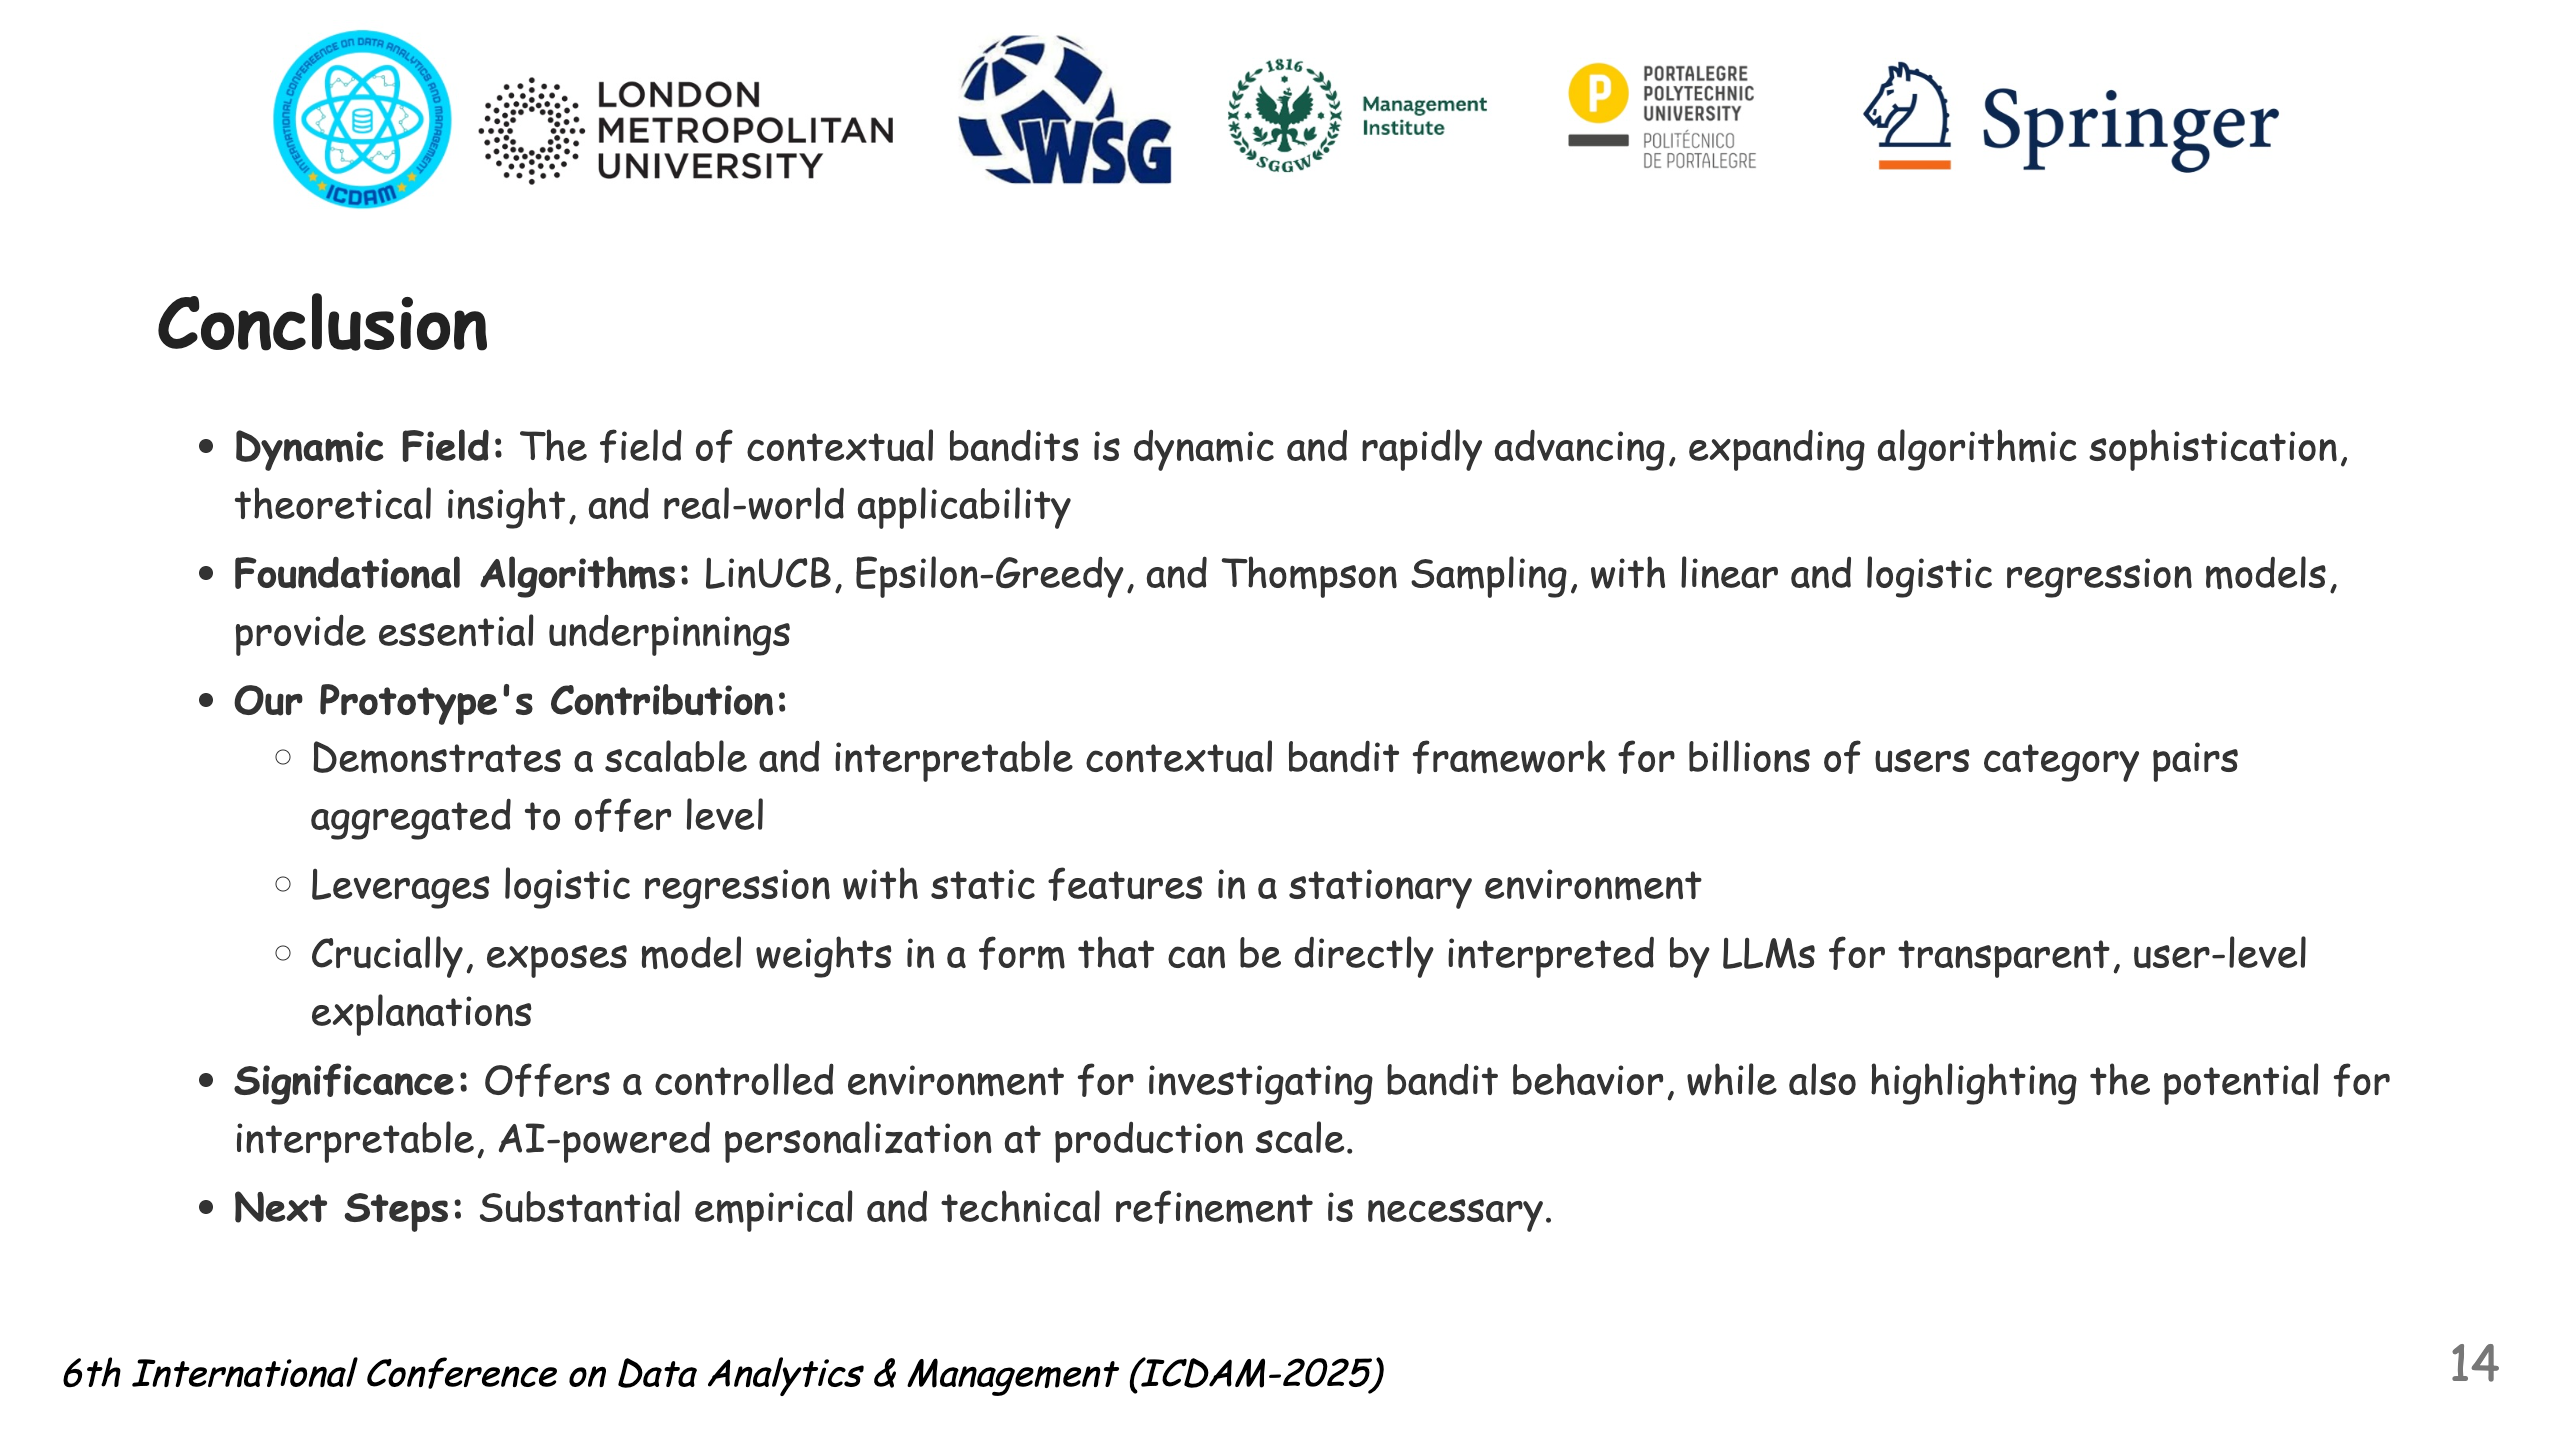 INTERNATIONAL CONFEREENCE ON DATA ANALYTICS AND MANAGEMENT
ICDAM
LONDON
METROPOLITAN
UNIVERSITY
WSG
1816
SGGW
Management
Institute
P
PORTALEGRE
POLYTECHNIC
UNIVERSITY
POLITÉCNICO
DE PORTALEGRE
Springer
Conclusion
• Dynamic Field: The field of contextual bandits is dynamic and rapidly advancing, expanding algorithmic sophistication,
theoretical insight, and real-world applicability
• Foundational Algorithms: LinUCB, Epsilon-Greedy, and Thompson Sampling, with linear and logistic regression models,
provide essential underpinnings
• Our Prototype's Contribution:
○ Demonstrates a scalable and interpretable contextual bandit framework for billions of users category pairs
aggregated to offer level
○ Leverages logistic regression with static features in a stationary environment
○ Crucially, exposes model weights in a form that can be directly interpreted by LLMs for transparent, user-level
explanations
• Significance: Offers a controlled environment for investigating bandit behavior, while also highlighting the potential for
interpretable, AI-powered personalization at production scale.
• Next Steps: Substantial empirical and technical refinement is necessary.
6th International Conference on Data Analytics & Management (ICDAM-2025)
14